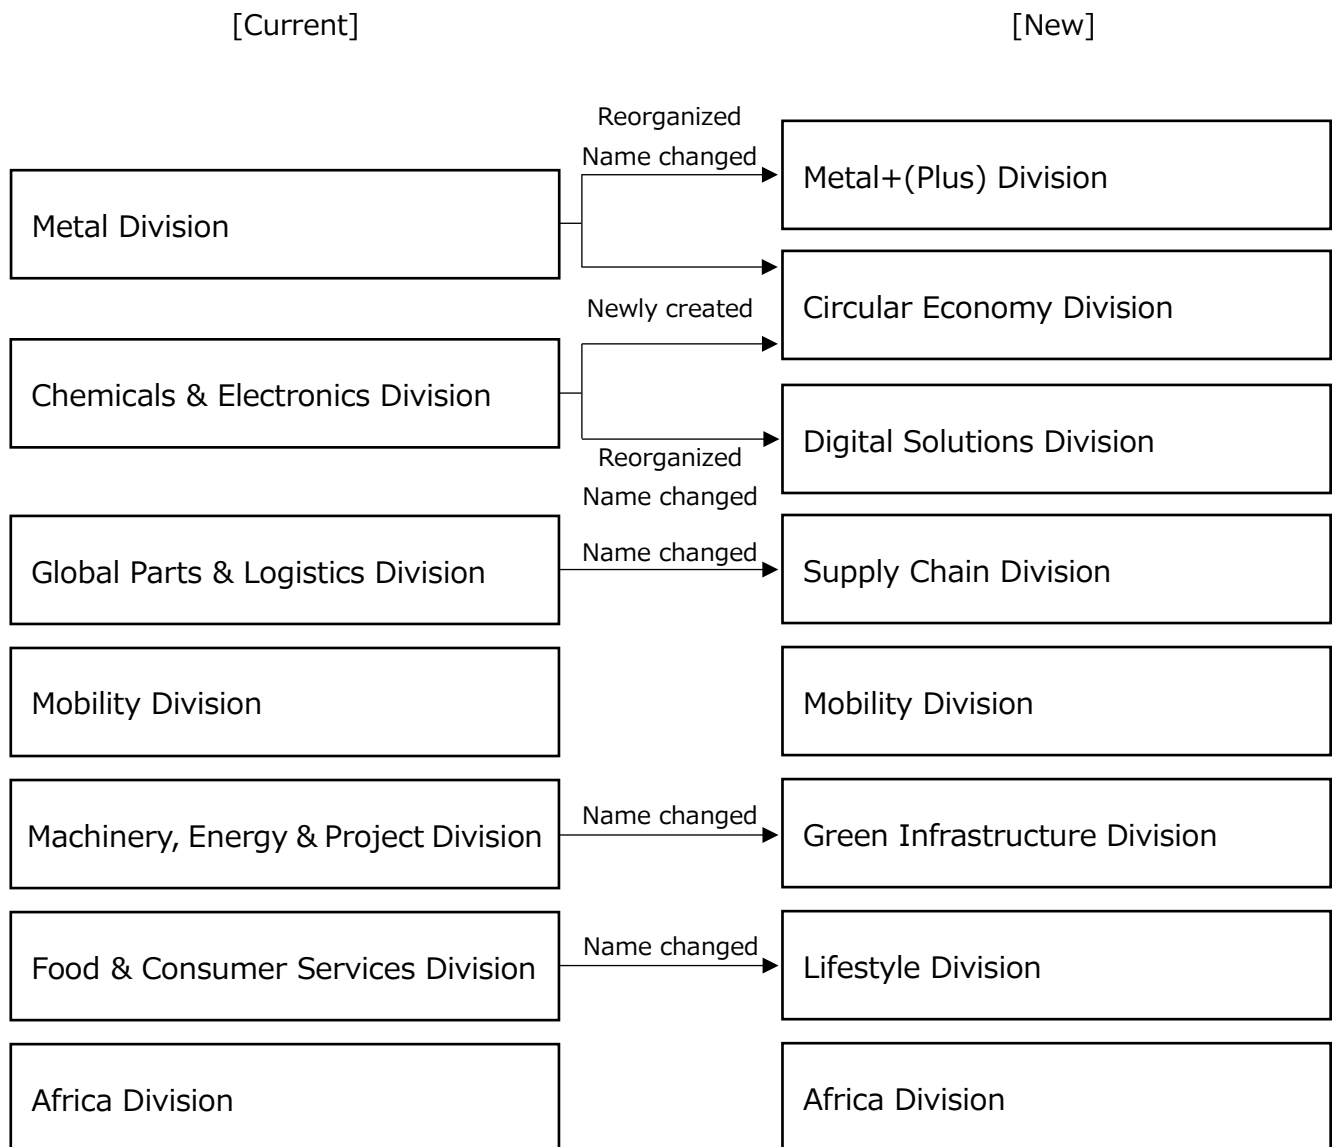 [Current]
[New]
Reorganized
Name changed
Metal+(Plus) Division
Metal Division
Newly created
Circular Economy Division
Chemicals & Electronics Division
Digital Solutions Division
Reorganized
Name changed
Global Parts & Logistics Division
Name changed
Supply Chain Division
Mobility Division
Mobility Division
Machinery, Energy & Project Division
Name changed
Green Infrastructure Division
Food & Consumer Services Division
Name changed
Lifestyle Division
Africa Division
Africa Division